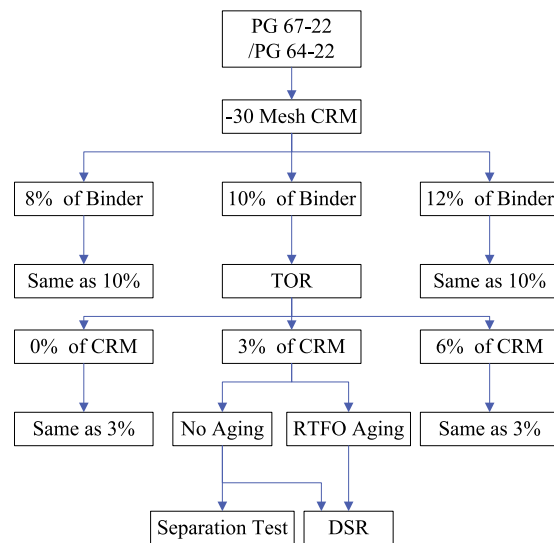 PG 67-22
/PG 64-22
-30 Mesh CRM
8% of Binder
10% of Binder
12% of Binder
Same as 10%
TOR
Same as 10%
0% of CRM
3% of CRM
6% of CRM
Same as 3%
No Aging
RTFO Aging
Same as 3%
Separation Test
DSR